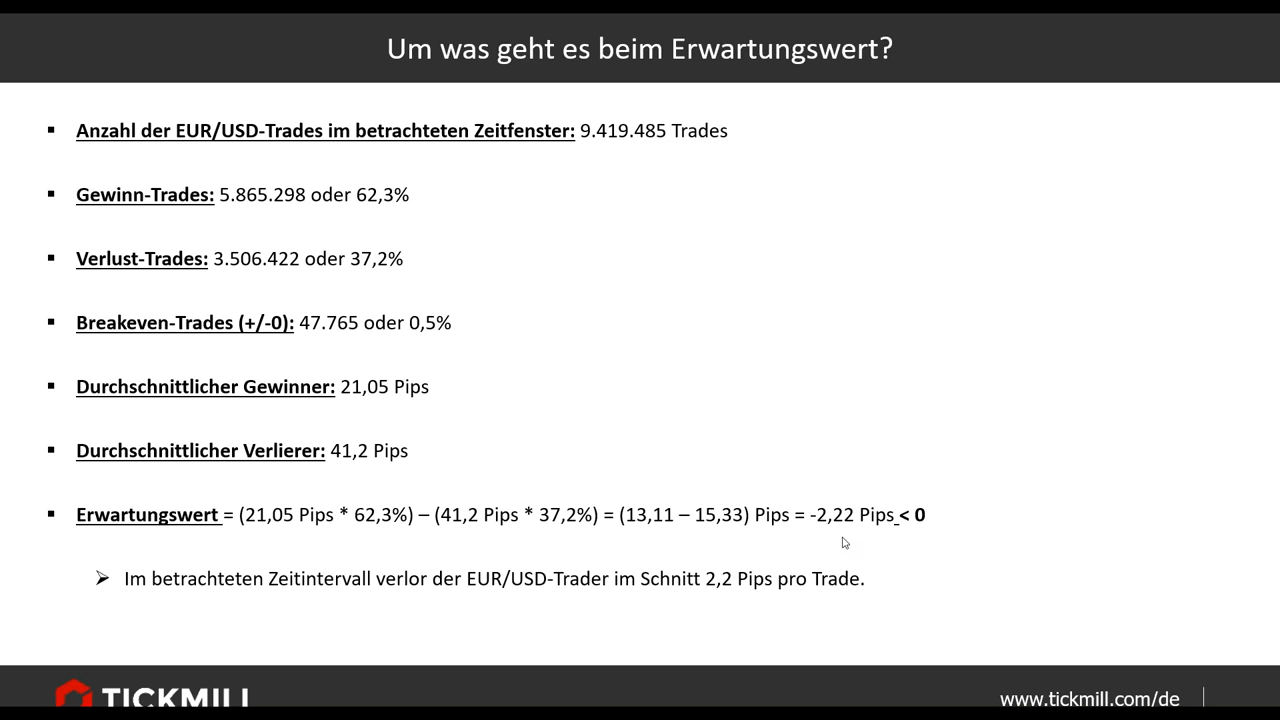 Um was geht es beim Erwartungswert?
▪ Anzahl der EUR/USD-Trades im betrachteten Zeitfenster: 9.419.485 Trades
▪ Gewinn-Trades: 5.865.298 oder 62,3%
▪ Verlust-Trades: 3.506.422 oder 37,2%
▪ Breakeven-Trades (+/-0): 47.765 oder 0,5%
▪ Durchschnittlicher Gewinner: 21,05 Pips
▪ Durchschnittlicher Verlierer: 41,2 Pips
▪ Erwartungswert = (21,05 Pips * 62,3%) – (41,2 Pips * 37,2%) = (13,11 – 15,33) Pips = -2,22 Pips < 0
➢ Im betrachteten Zeitintervall verlor der EUR/USD-Trader im Schnitt 2,2 Pips pro Trade.
TICKMILL
www.tickmill.com/de